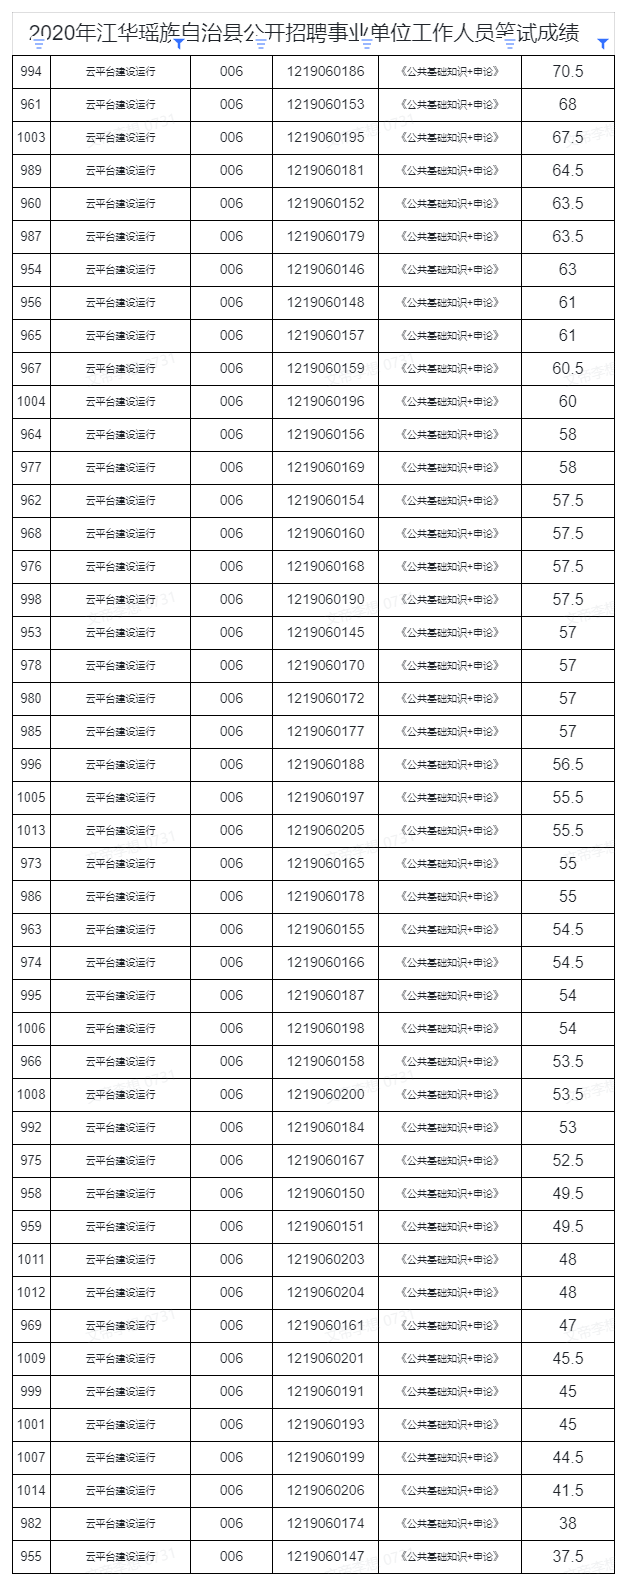 2020年江华瑶族自治县公开招聘事业单位工作人员笔试成绩
994 云平台建设运行 006 1219060186 《公共基础知识+申论》 70.5
961 云平台建设运行 006 1219060153 《公共基础知识+申论》 68
1003 云平台建设运行 006 1219060195 《公共基础知识+申论》 67.5
989 云平台建设运行 006 1219060181 《公共基础知识+申论》 64.5
960 云平台建设运行 006 1219060152 《公共基础知识+申论》 63.5
987 云平台建设运行 006 1219060179 《公共基础知识+申论》 63.5
954 云平台建设运行 006 1219060146 《公共基础知识+申论》 63
956 云平台建设运行 006 1219060148 《公共基础知识+申论》 61
965 云平台建设运行 006 1219060157 《公共基础知识+申论》 61
967 云平台建设运行 006 1219060159 《公共基础知识+申论》 60.5
1004 云平台建设运行 006 1219060196 《公共基础知识+申论》 60
964 云平台建设运行 006 1219060156 《公共基础知识+申论》 58
977 云平台建设运行 006 1219060169 《公共基础知识+申论》 58
962 云平台建设运行 006 1219060154 《公共基础知识+申论》 57.5
968 云平台建设运行 006 1219060160 《公共基础知识+申论》 57.5
976 云平台建设运行 006 1219060168 《公共基础知识+申论》 57.5
998 云平台建设运行 006 1219060190 《公共基础知识+申论》 57.5
953 云平台建设运行 006 1219060145 《公共基础知识+申论》 57
978 云平台建设运行 006 1219060170 《公共基础知识+申论》 57
980 云平台建设运行 006 1219060172 《公共基础知识+申论》 57
985 云平台建设运行 006 1219060177 《公共基础知识+申论》 57
996 云平台建设运行 006 1219060188 《公共基础知识+申论》 56.5
1005 云平台建设运行 006 1219060197 《公共基础知识+申论》 55.5
1013 云平台建设运行 006 1219060205 《公共基础知识+申论》 55.5
973 云平台建设运行 006 1219060165 《公共基础知识+申论》 55
986 云平台建设运行 006 1219060178 《公共基础知识+申论》 55
963 云平台建设运行 006 1219060155 《公共基础知识+申论》 54.5
974 云平台建设运行 006 1219060166 《公共基础知识+申论》 54.5
995 云平台建设运行 006 1219060187 《公共基础知识+申论》 54
1006 云平台建设运行 006 1219060198 《公共基础知识+申论》 54
966 云平台建设运行 006 1219060158 《公共基础知识+申论》 53.5
1008 云平台建设运行 006 1219060200 《公共基础知识+申论》 53.5
992 云平台建设运行 006 1219060184 《公共基础知识+申论》 53
975 云平台建设运行 006 1219060167 《公共基础知识+申论》 52.5
958 云平台建设运行 006 1219060150 《公共基础知识+申论》 49.5
959 云平台建设运行 006 1219060151 《公共基础知识+申论》 49.5
1011 云平台建设运行 006 1219060203 《公共基础知识+申论》 48
1012 云平台建设运行 006 1219060204 《公共基础知识+申论》 48
969 云平台建设运行 006 1219060161 《公共基础知识+申论》 47
1009 云平台建设运行 006 1219060201 《公共基础知识+申论》 45.5
999 云平台建设运行 006 1219060191 《公共基础知识+申论》 45
1001 云平台建设运行 006 1219060193 《公共基础知识+申论》 45
1007 云平台建设运行 006 1219060199 《公共基础知识+申论》 44.5
1014 云平台建设运行 006 1219060206 《公共基础知识+申论》 41.5
982 云平台建设运行 006 1219060174 《公共基础知识+申论》 38
955 云平台建设运行 006 1219060147 《公共基础知识+申论》 37.5